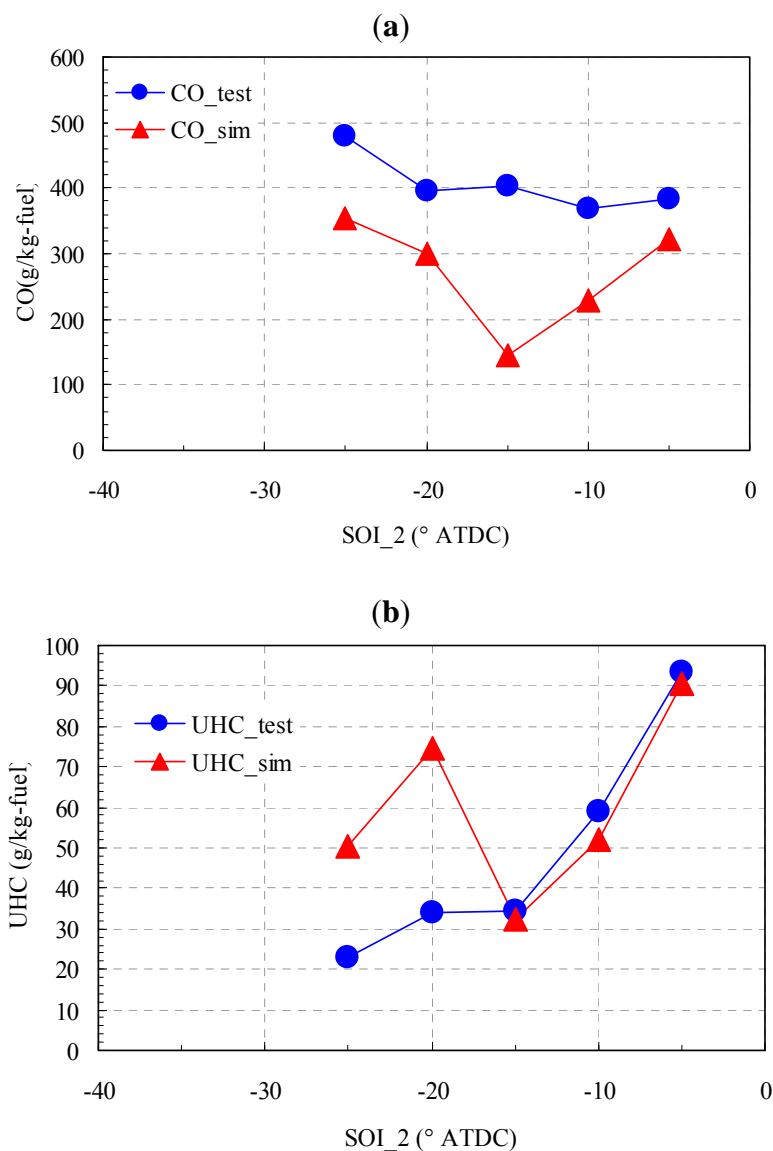 (a)
600
500
400
300
200
100
0
CO(g/kg-fuel)
CO_test
CO_sim
-40 -30 -20 -10 0
SOI_2 (° ATDC)
(b)
100
90
80
70
60
50
40
30
20
10
0
UHC (g/kg-fuel)
UHC_test
UHC_sim
-40 -30 -20 -10 0
SOI_2 (° ATDC)